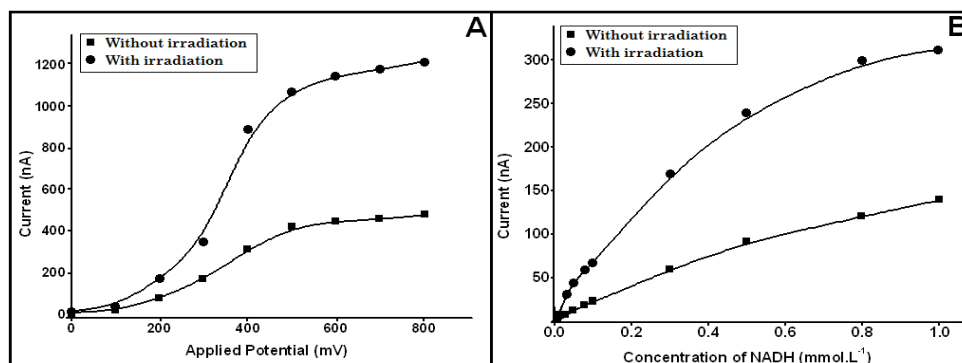 A
Without irradiation
With irradiation
1200
1000
800
600
400
200
0
Current (nA)
0
200
400
600
800
Applied Potential (mV)
B
Without irradiation
With irradiation
300
250
200
150
100
50
Current (nA)
0.0
0.2
0.4
0.6
0.8
1.0
Concentration of NADH (mmol.L⁻¹)